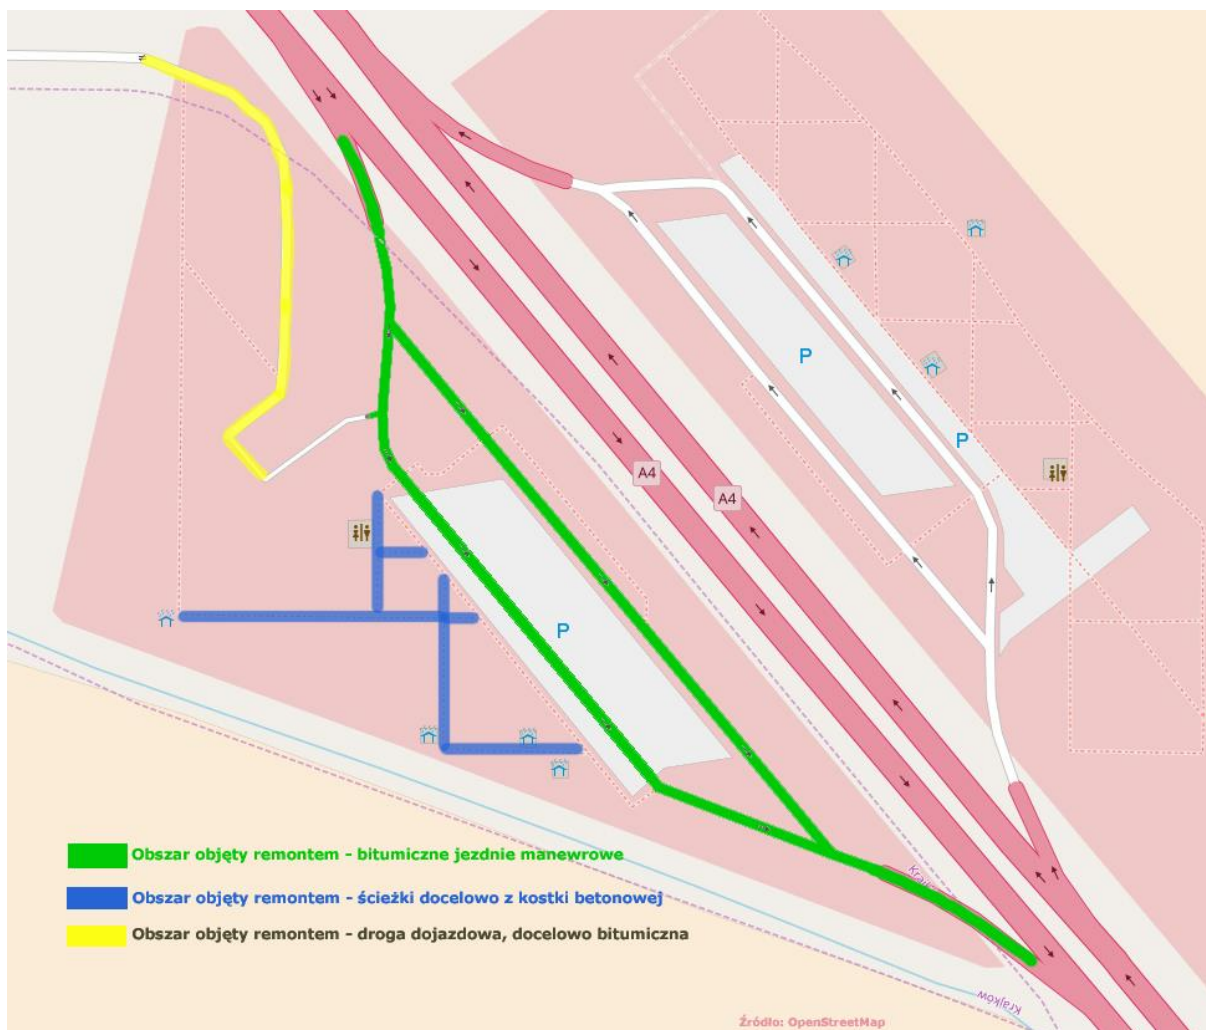 P
P
A4
A4
P
Obszar objęty remontem - bitumiczne jezdnie manewrowe
Obszar objęty remontem - ścieżki docelowo z kostki betonowej
Obszar objęty remontem - droga dojazdowa, docelowo bitumiczna
Krajków
Źródło: OpenStreetMap